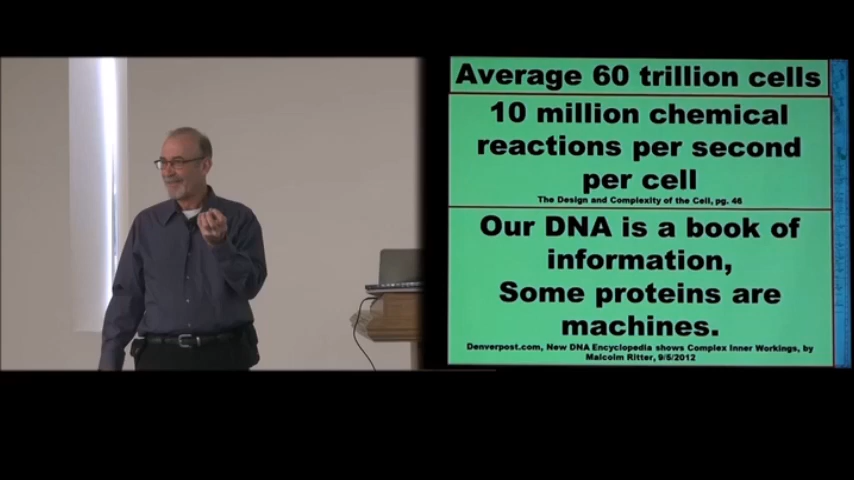 Average 60 trillion cells
10 million chemical
reactions per second
per cell
The Design and Complexity of the Cell, pg. 46
Our DNA is a book of
information,
Some proteins are
machines.
Denverpost.com, New DNA Encyclopedia shows Complex Inner Workings, by
Malcolm Ritter, 9/5/2012